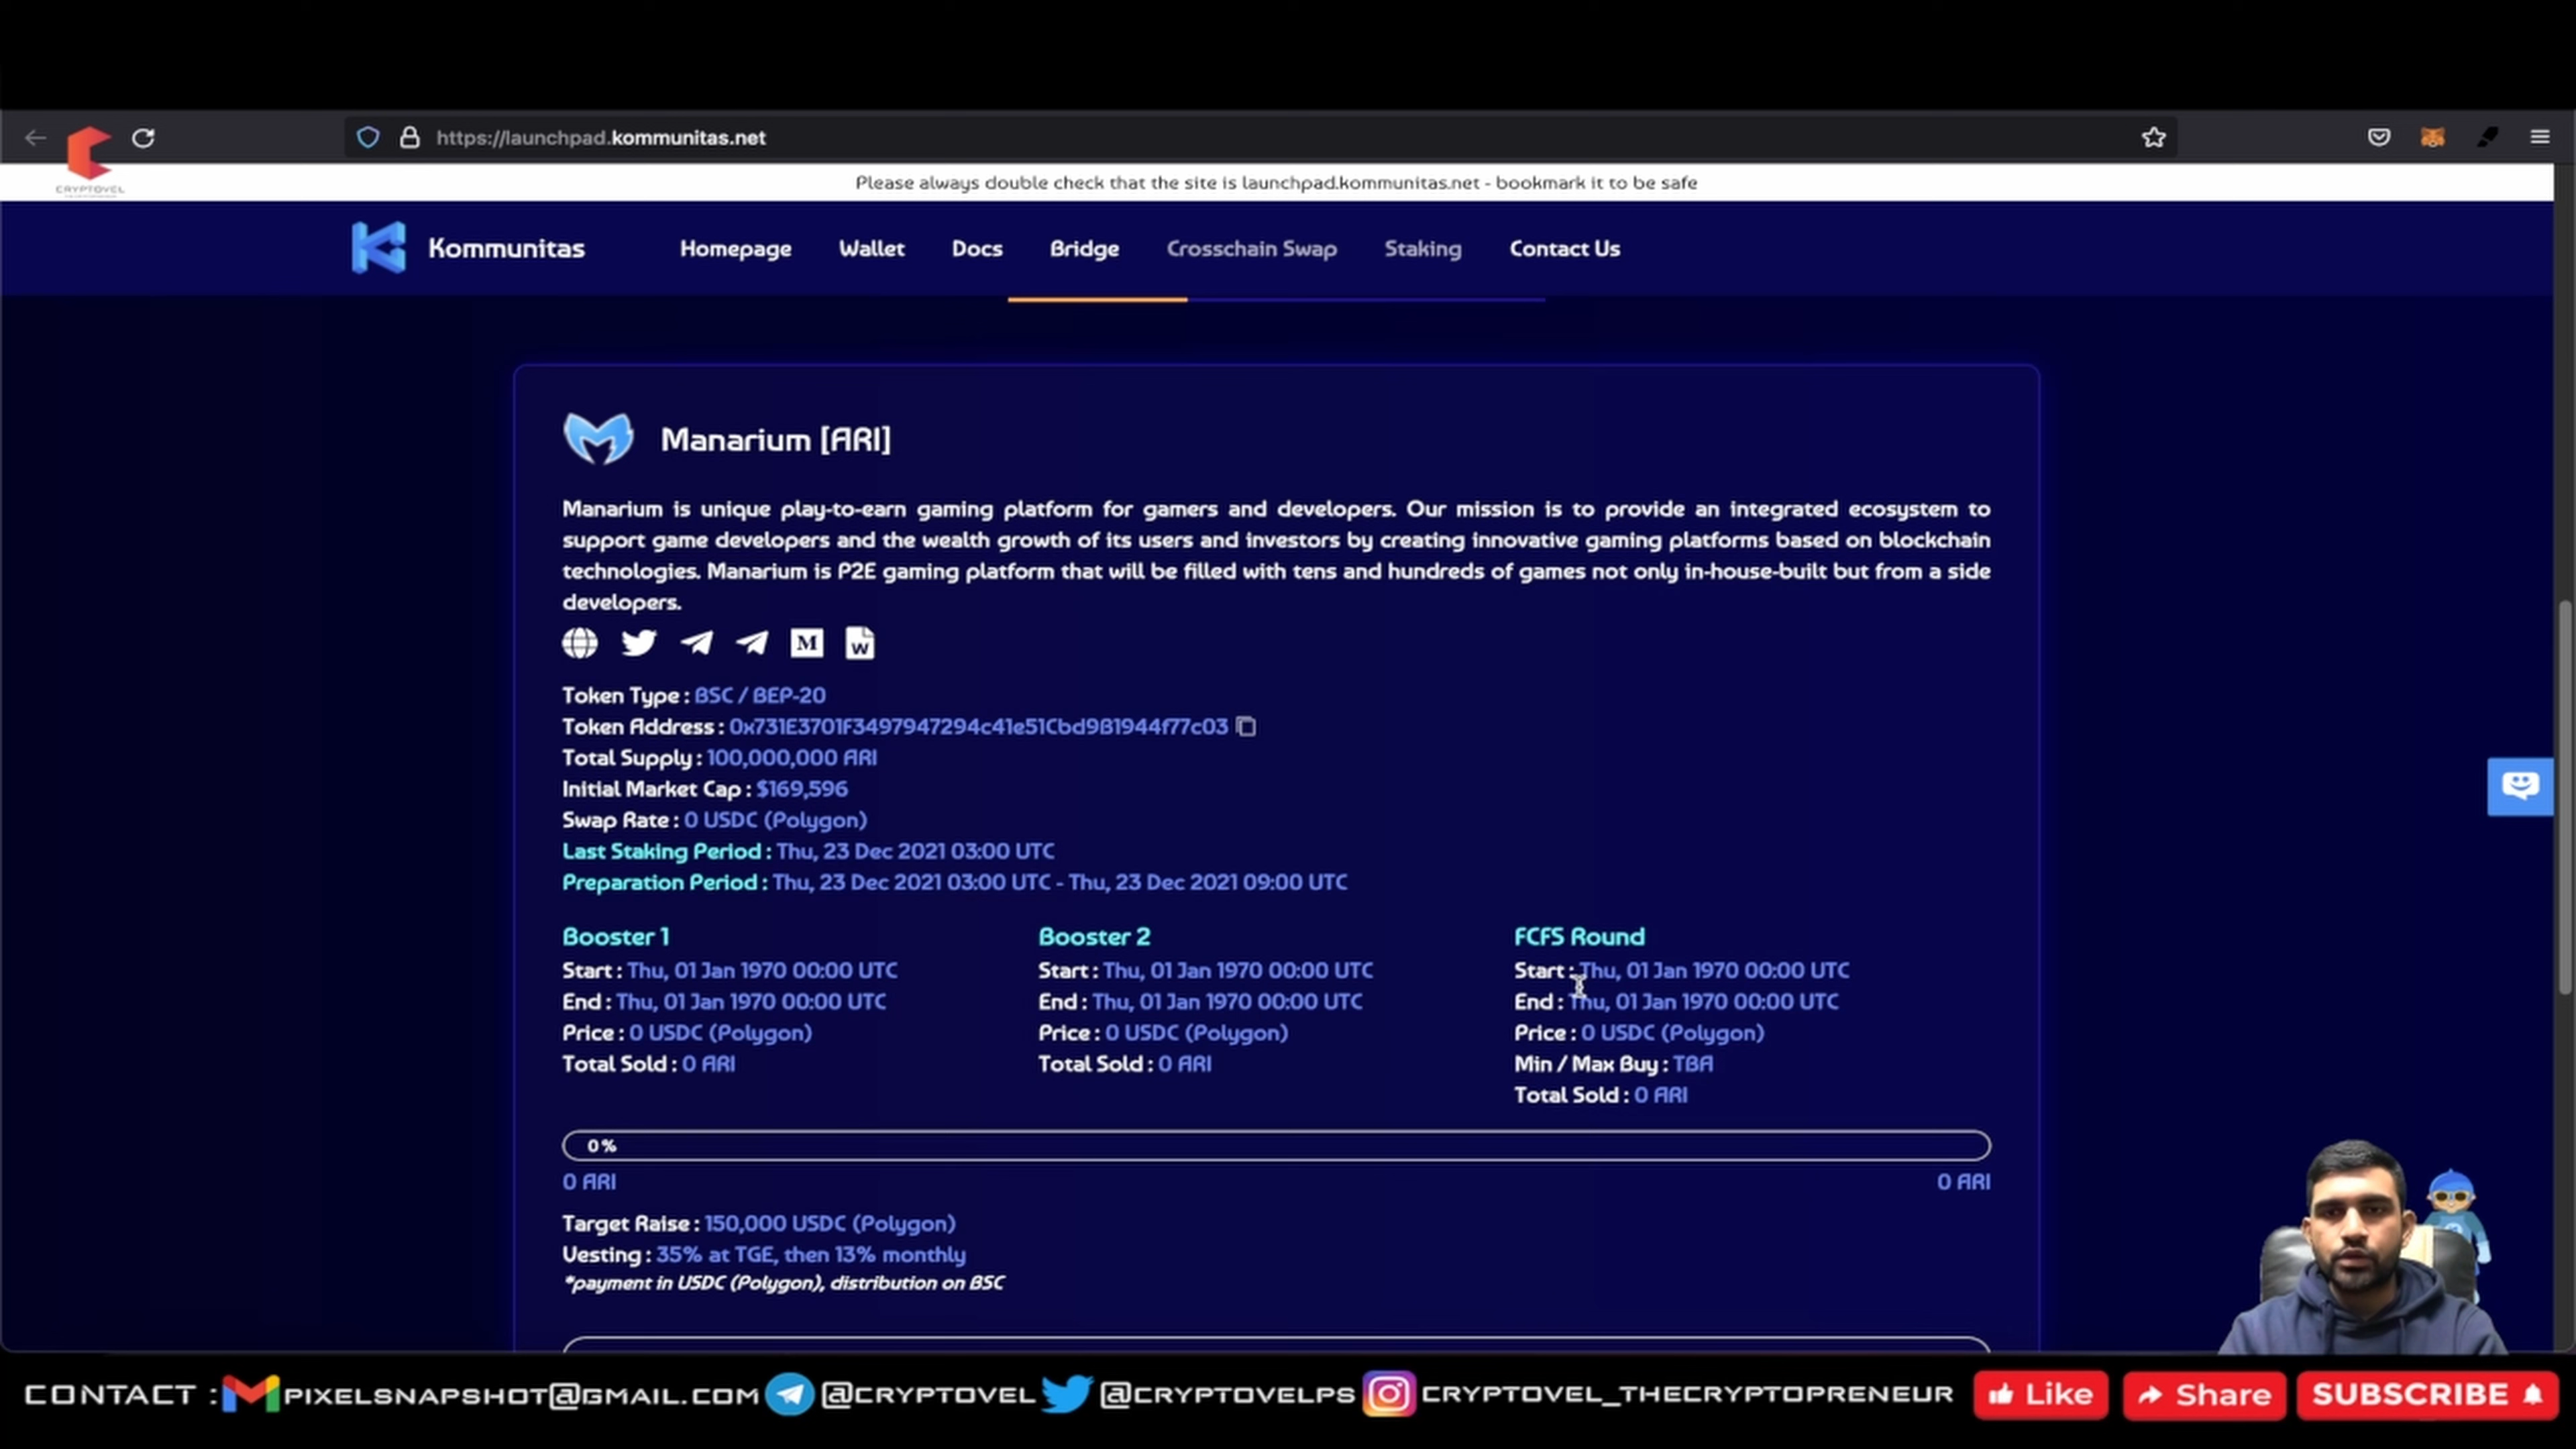 https://launchpad.kommunitas.net
CRYPTOVEL
Please always double check that the site is launchpad.kommunitas.net - bookmark it to be safe
Kommunitas Homepage Wallet Docs Bridge Crosschain Swap Staking Contact Us
Manarium [ARI]
Manarium is unique play-to-earn gaming platform for gamers and developers. Our mission is to provide an integrated ecosystem to
support game developers and the wealth growth of its users and investors by creating innovative gaming platforms based on blockchain
technologies. Manarium is P2E gaming platform that will be filled with tens and hundreds of games not only in-house-built but from a side
developers.
Token Type : BSC / BEP-20
Token Address : 0x731E3701F3497947294c41e51Cbd9B1944f77c03
Total Supply : 100,000,000 ARI
Initial Market Cap : $169,596
Swap Rate : 0 USDC (Polygon)
Last Staking Period : Thu, 23 Dec 2021 03:00 UTC
Preparation Period : Thu, 23 Dec 2021 03:00 UTC - Thu, 23 Dec 2021 09:00 UTC
Booster 1
Start : Thu, 01 Jan 1970 00:00 UTC
End : Thu, 01 Jan 1970 00:00 UTC
Price : 0 USDC (Polygon)
Total Sold : 0 ARI
Booster 2
Start : Thu, 01 Jan 1970 00:00 UTC
End : Thu, 01 Jan 1970 00:00 UTC
Price : 0 USDC (Polygon)
Total Sold : 0 ARI
FCFS Round
Start : Thu, 01 Jan 1970 00:00 UTC
End : Thu, 01 Jan 1970 00:00 UTC
Price : 0 USDC (Polygon)
Min / Max Buy : TBA
Total Sold : 0 ARI
0%
0 ARI 0 ARI
Target Raise : 150,000 USDC (Polygon)
Vesting : 35% at TGE, then 13% monthly
*payment in USDC (Polygon), distribution on BSC
CONTACT : PIXELSNAPSHOT@GMAIL.COM @CRYPTOVEL @CRYPTOVELPS CRYPTOVEL_THECRYPTOPRENEUR Like Share SUBSCRIBE